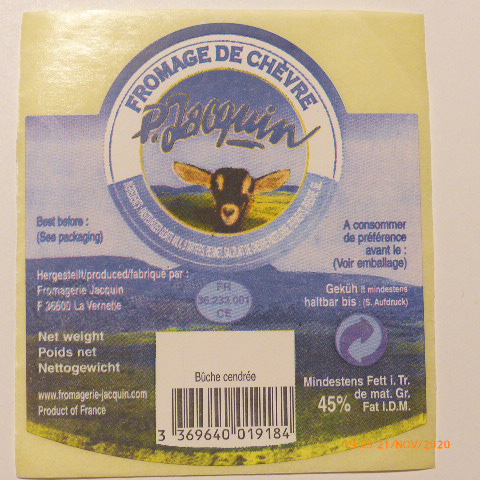 FROMAGE DE CHÈVRE
P. Jacquin
Best before :
(See packaging)
A consommer
de préférence
avant le :
(Voir emballage)
Hergestellt/produced/fabriqué par :
Fromagerie Jacquin
F 36600 La Vernelle
FR
36.233.001
CE
Gekühlt mindestens
haltbar bis : (S. Aufdruck)
Net weight
Poids net
Nettogewicht
www.fromagerie-jacquin.com
Product of France
Bûche cendrée
3 369640 019184
Mindestens Fett i. Tr.
de mat. Gr.
45% Fat I.D.M.
21/NOV/2020